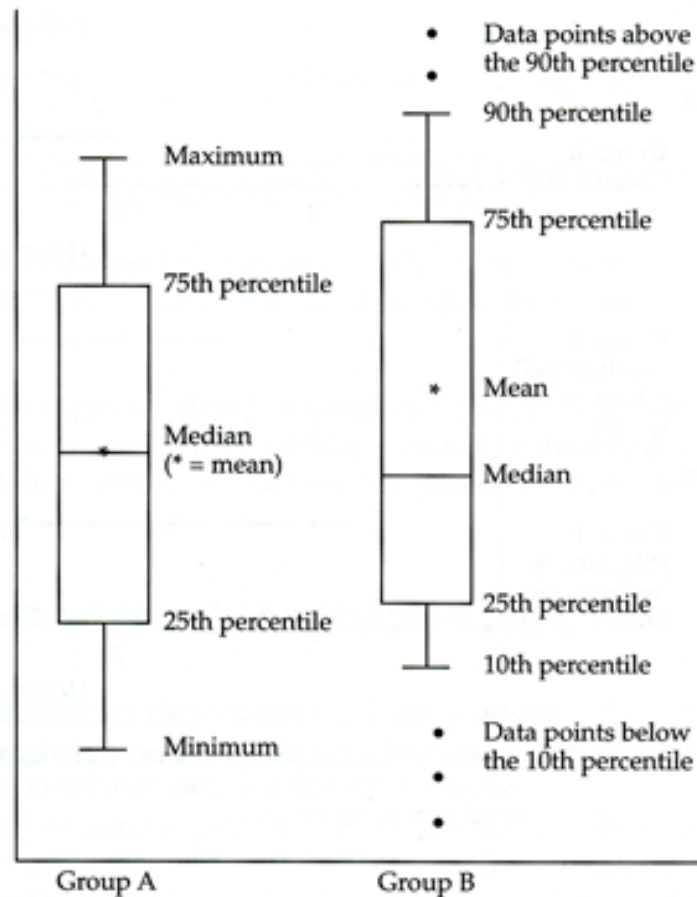 Data points above
the 90th percentile
90th percentile
Maximum
75th percentile
75th percentile
Mean
Median
(* = mean)
Median
25th percentile
25th percentile
10th percentile
Minimum
Data points below
the 10th percentile
Group A
Group B